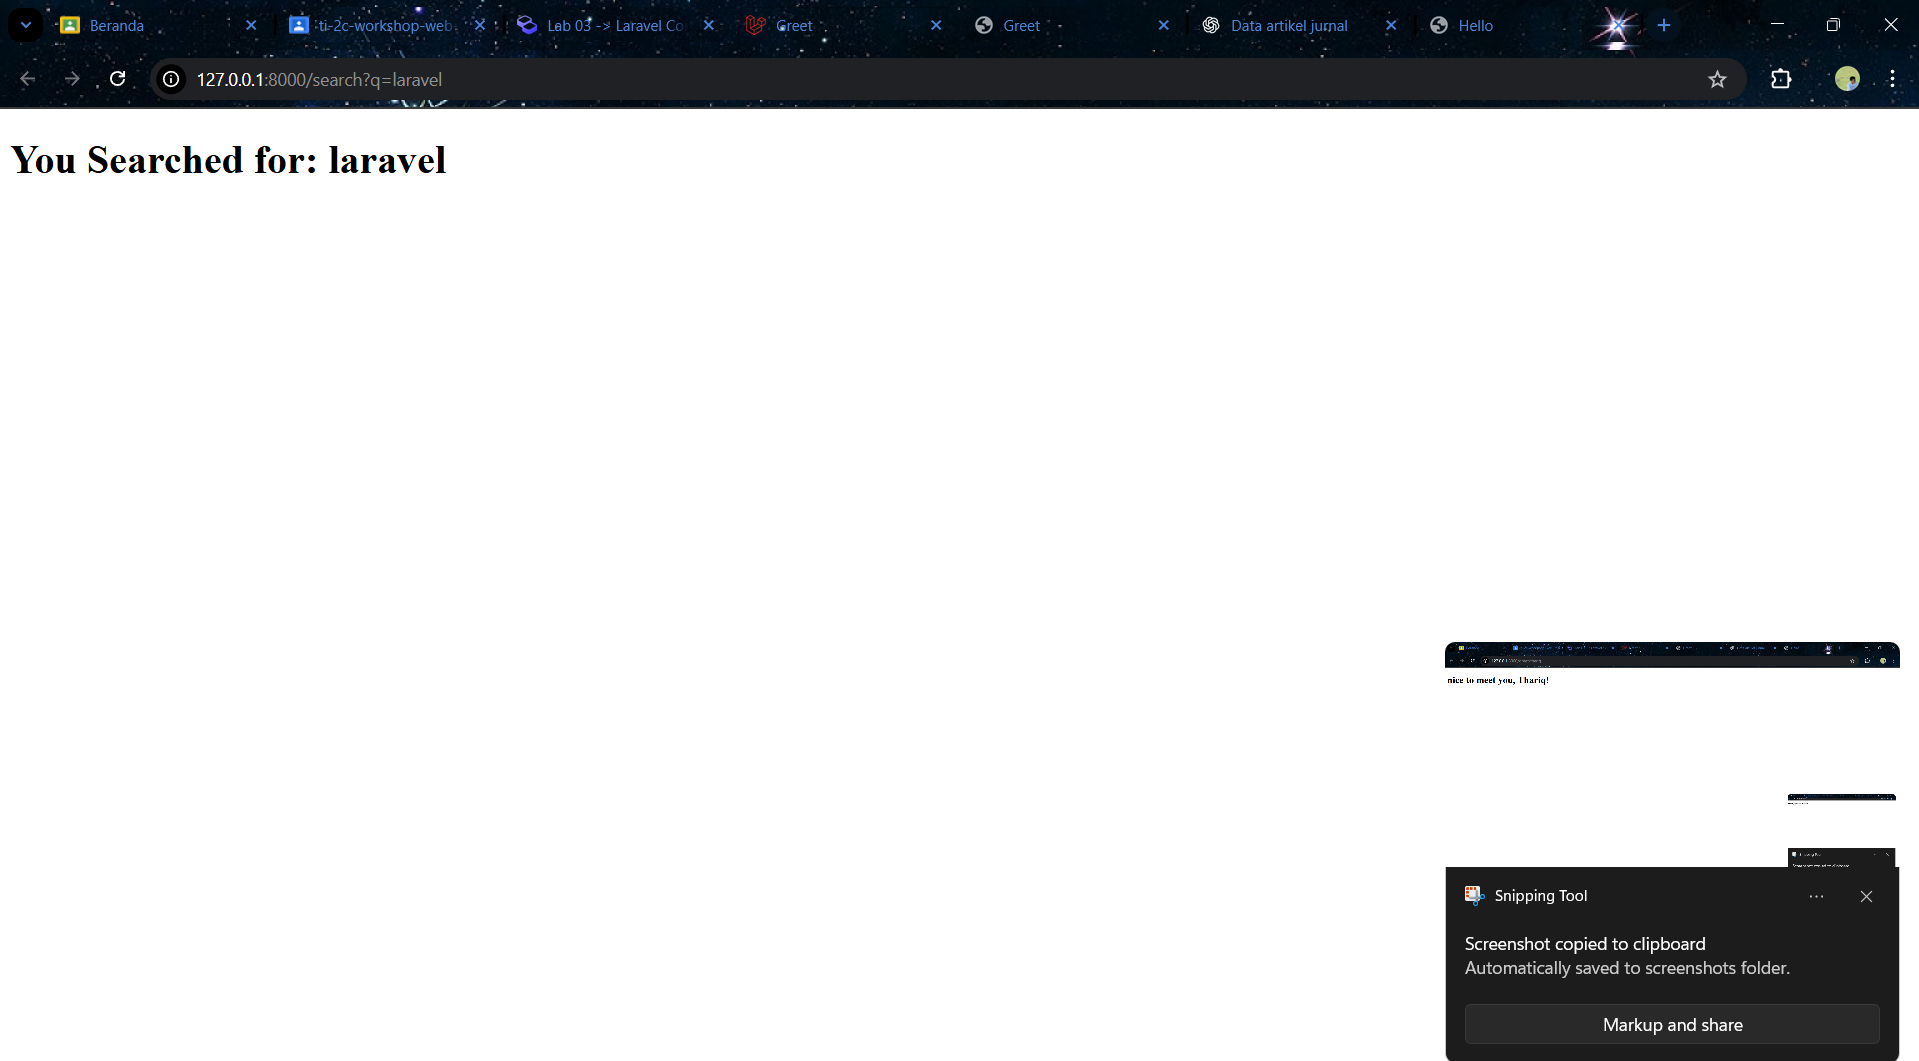 Beranda
ti-2c-workshop-web-
Lab 03 -> Laravel Co
Greet
Greet
Data artikel jurnal
Hello
127.0.0.1:8000/search?q=laravel
You Searched for: laravel
nice to meet you, Thariq!
Snipping Tool
Screenshot copied to clipboard
Automatically saved to screenshots folder.
Markup and share